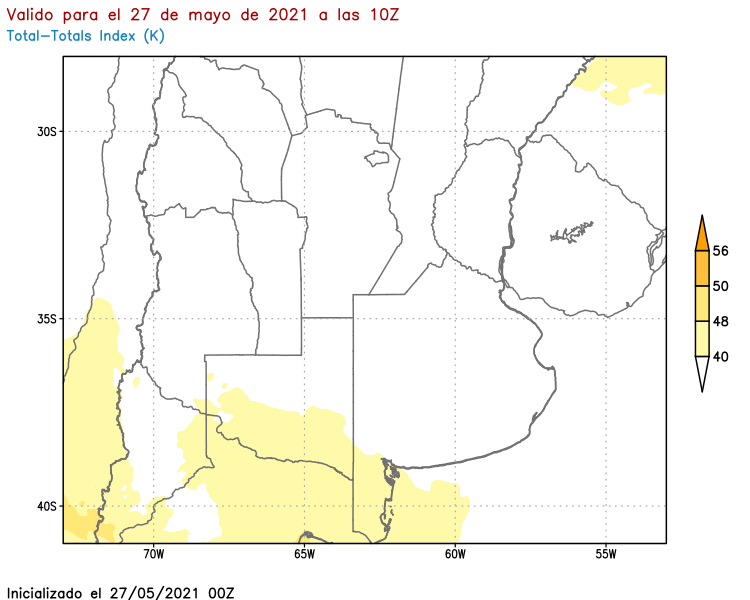 Valido para el 27 de mayo de 2021 a las 10Z
Total-Totals Index (K)
30S
35S
40S
70W
65W
60W
55W
56
50
48
40
Inicializado el 27/05/2021 00Z